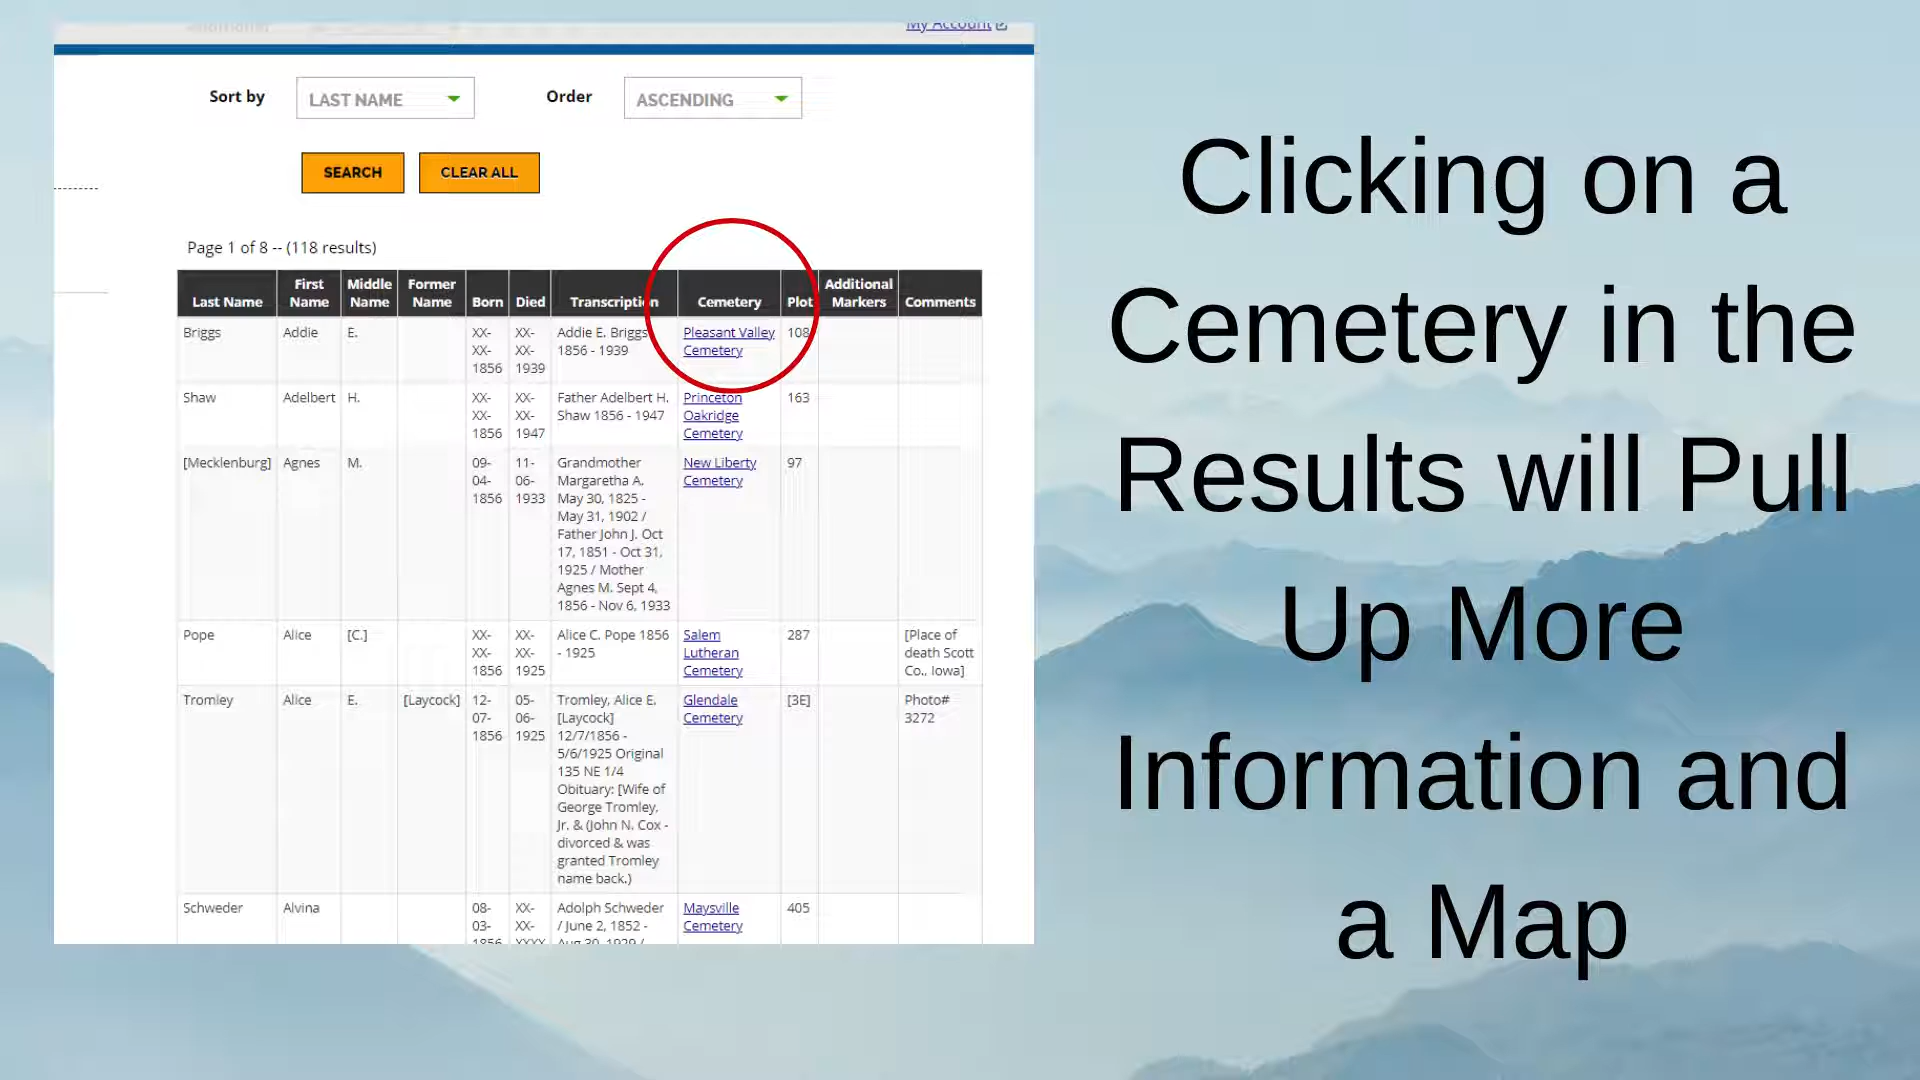 My Account
Sort by LAST NAME Order ASCENDING
SEARCH CLEAR ALL
Page 1 of 8 -- (118 results)
Last Name First Name Middle Name Former Name Born Died Transcription Cemetery Plot Additional Markers Comments
Briggs Addie E. XX-XX-1856 XX-XX-1939 Addie E. Briggs 1856 - 1939 Pleasant Valley Cemetery 108
Shaw Adelbert H. XX-XX-1856 XX-XX-1947 Father Adelbert H. Shaw 1856 - 1947 Princeton Oakridge Cemetery 163
[Mecklenburg] Agnes M. 09-04-1856 11-06-1933 Grandmother Margaretha A. May 30, 1825 - May 31, 1902 / Father John J. Oct 17, 1851 - Oct 31, 1925 / Mother Agnes M. Sept 4, 1856 - Nov 6, 1933 New Liberty Cemetery 97
Pope Alice [C.] XX-XX-1856 XX-XX-1925 Alice C. Pope 1856 - 1925 Salem Lutheran Cemetery 287 [Place of death Scott Co., Iowa]
Tromley Alice E. [Laycock] 12-07-1856 05-06-1925 Tromley, Alice E. [Laycock] 12/7/1856 - 5/6/1925 Original 135 NE 1/4 Obituary: [Wife of George Tromley, Jr. & (John N. Cox - divorced & was granted Tromley name back.) Glendale Cemetery [3E] Photo# 3272
Schweder Alvina 08-03-1856 XX-XX-XXXX Adolph Schweder / June 2, 1852 - Aug 30, 1929 / Maysville Cemetery 405
Clicking on a
Cemetery in the
Results will Pull
Up More
Information and
a Map